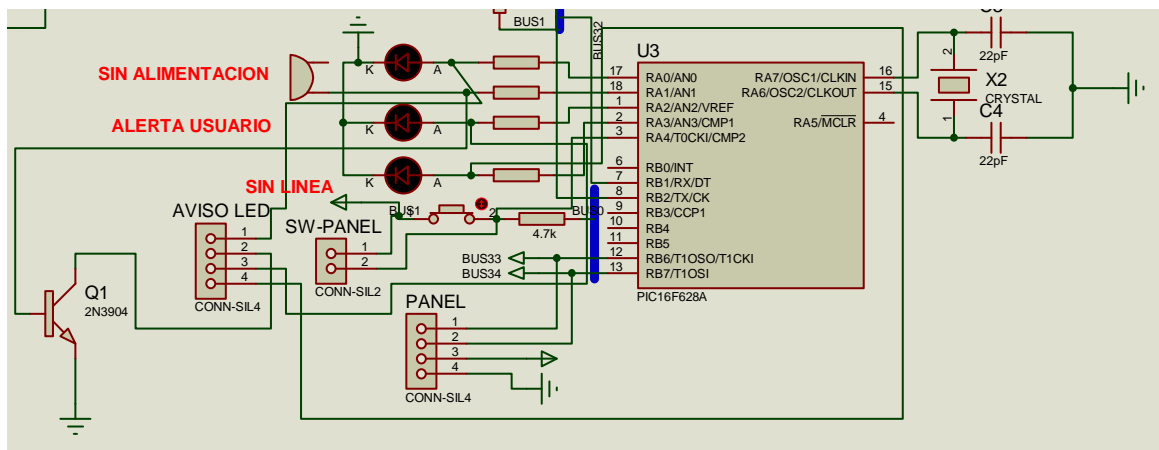 BUS1
BUS32
U3
C3
22pF
X2
CRYSTAL
C4
22pF
2
1
SIN ALIMENTACION
ALERTA USUARIO
SIN LINEA
K A
K A
K A
17 RA0/AN0
18 RA1/AN1
1 RA2/AN2/VREF
2 RA3/AN3/CMP1
3 RA4/T0CKI/CMP2
6 RB0/INT
7 RB1/RX/DT
8 RB2/TX/CK
9 RB3/CCP1
10 RB4
11 RB5
12 RB6/T1OSO/T1CKI
13 RB7/T1OSI
RA7/OSC1/CLKIN 16
RA6/OSC2/CLKOUT 15
RA5/MCLR 4
PIC16F628A
BUS1
1
2
BUS0
4.7k
AVISO LED
1
2
3
4
CONN-SIL4
SW-PANEL
1
2
CONN-SIL2
BUS33
BUS34
Q1
2N3904
PANEL
1
2
3
4
CONN-SIL4